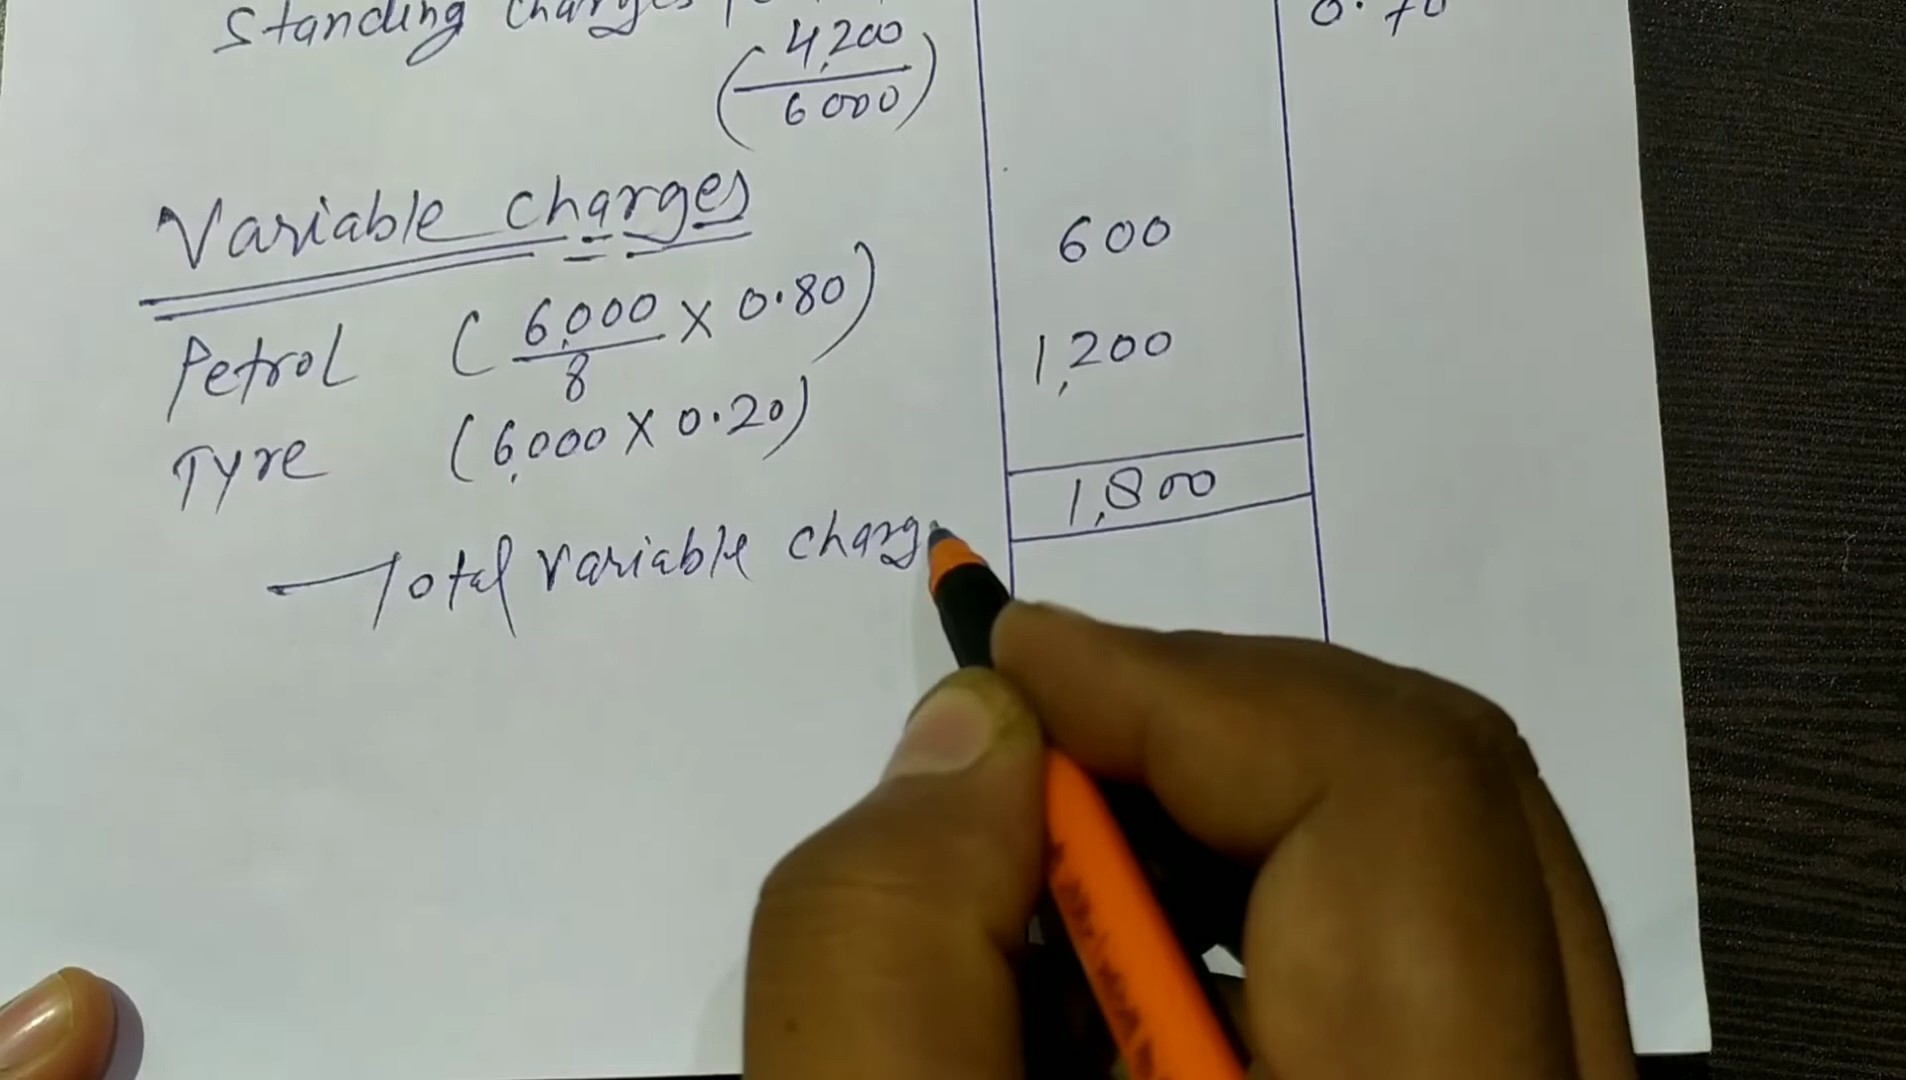 Standing Charges
0.70
4,200
( ——— )
6000
Variable charges
600
Petrol ( 6,000/8 X 0.80)
1,200
Tyre (6,000 X 0.20)
1,800
Total variable charg